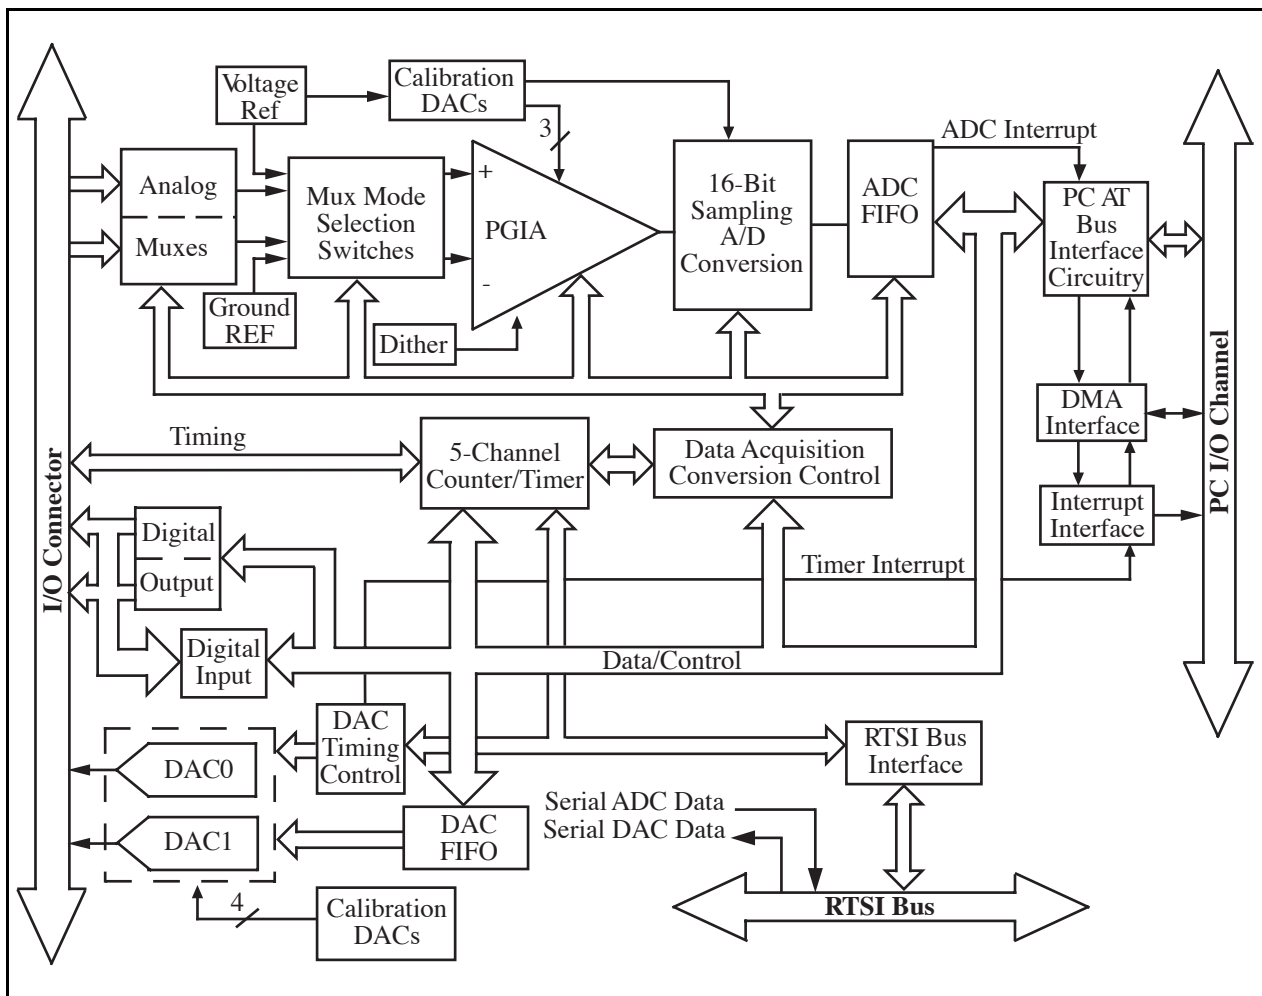 Voltage
Ref
Calibration
DACs
3
ADC Interrupt
Analog
Muxes
Mux Mode
Selection
Switches
+
PGIA
-
16-Bit
Sampling
A/D
Conversion
ADC
FIFO
PC AT
Bus
Interface
Circuitry
Ground
REF
Dither
DMA
Interface
Timing
5-Channel
Counter/Timer
Data Acquisition
Conversion Control
Interrupt
Interface
I/O Connector
PC I/O Channel
Digital
Output
Timer Interrupt
Digital
Input
Data/Control
DAC
Timing
Control
RTSI Bus
Interface
DAC0
DAC1
DAC
FIFO
Serial ADC Data
Serial DAC Data
4
Calibration
DACs
RTSI Bus